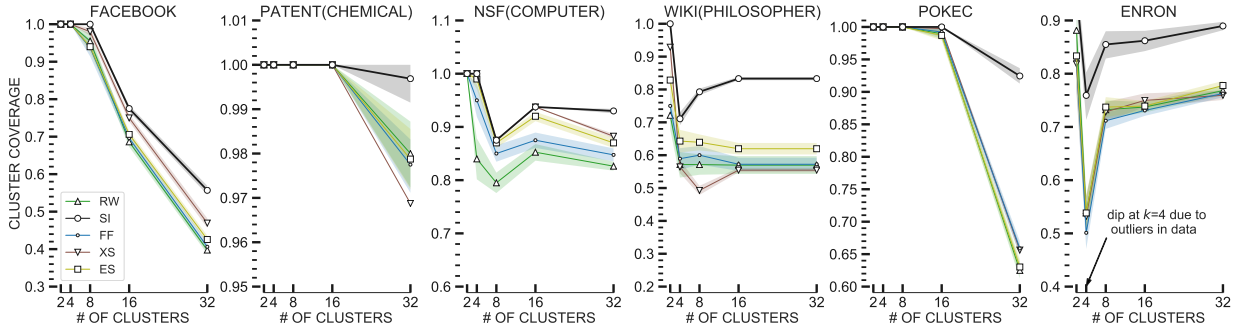 FACEBOOK
PATENT(CHEMICAL)
NSF(COMPUTER)
WIKI(PHILOSOPHER)
POKEC
ENRON
CLUSTER COVERAGE
1.0
0.9
0.8
0.7
0.6
0.5
0.4
0.3
RW
SI
FF
XS
ES
2 4 8 16 32
# OF CLUSTERS
1.01
1.00
0.99
0.98
0.97
0.96
0.95
2 4 8 16 32
# OF CLUSTERS
1.1
1.0
0.9
0.8
0.7
0.6
2 4 8 16 32
# OF CLUSTERS
1.0
0.9
0.8
0.7
0.6
0.5
0.4
0.3
0.2
2 4 8 16 32
# OF CLUSTERS
1.00
0.95
0.90
0.85
0.80
0.75
0.70
0.65
0.60
2 4 8 16 32
# OF CLUSTERS
0.9
0.8
0.7
0.6
0.5
0.4
dip at k=4 due to
outliers in data
2 4 8 16 32
# OF CLUSTERS